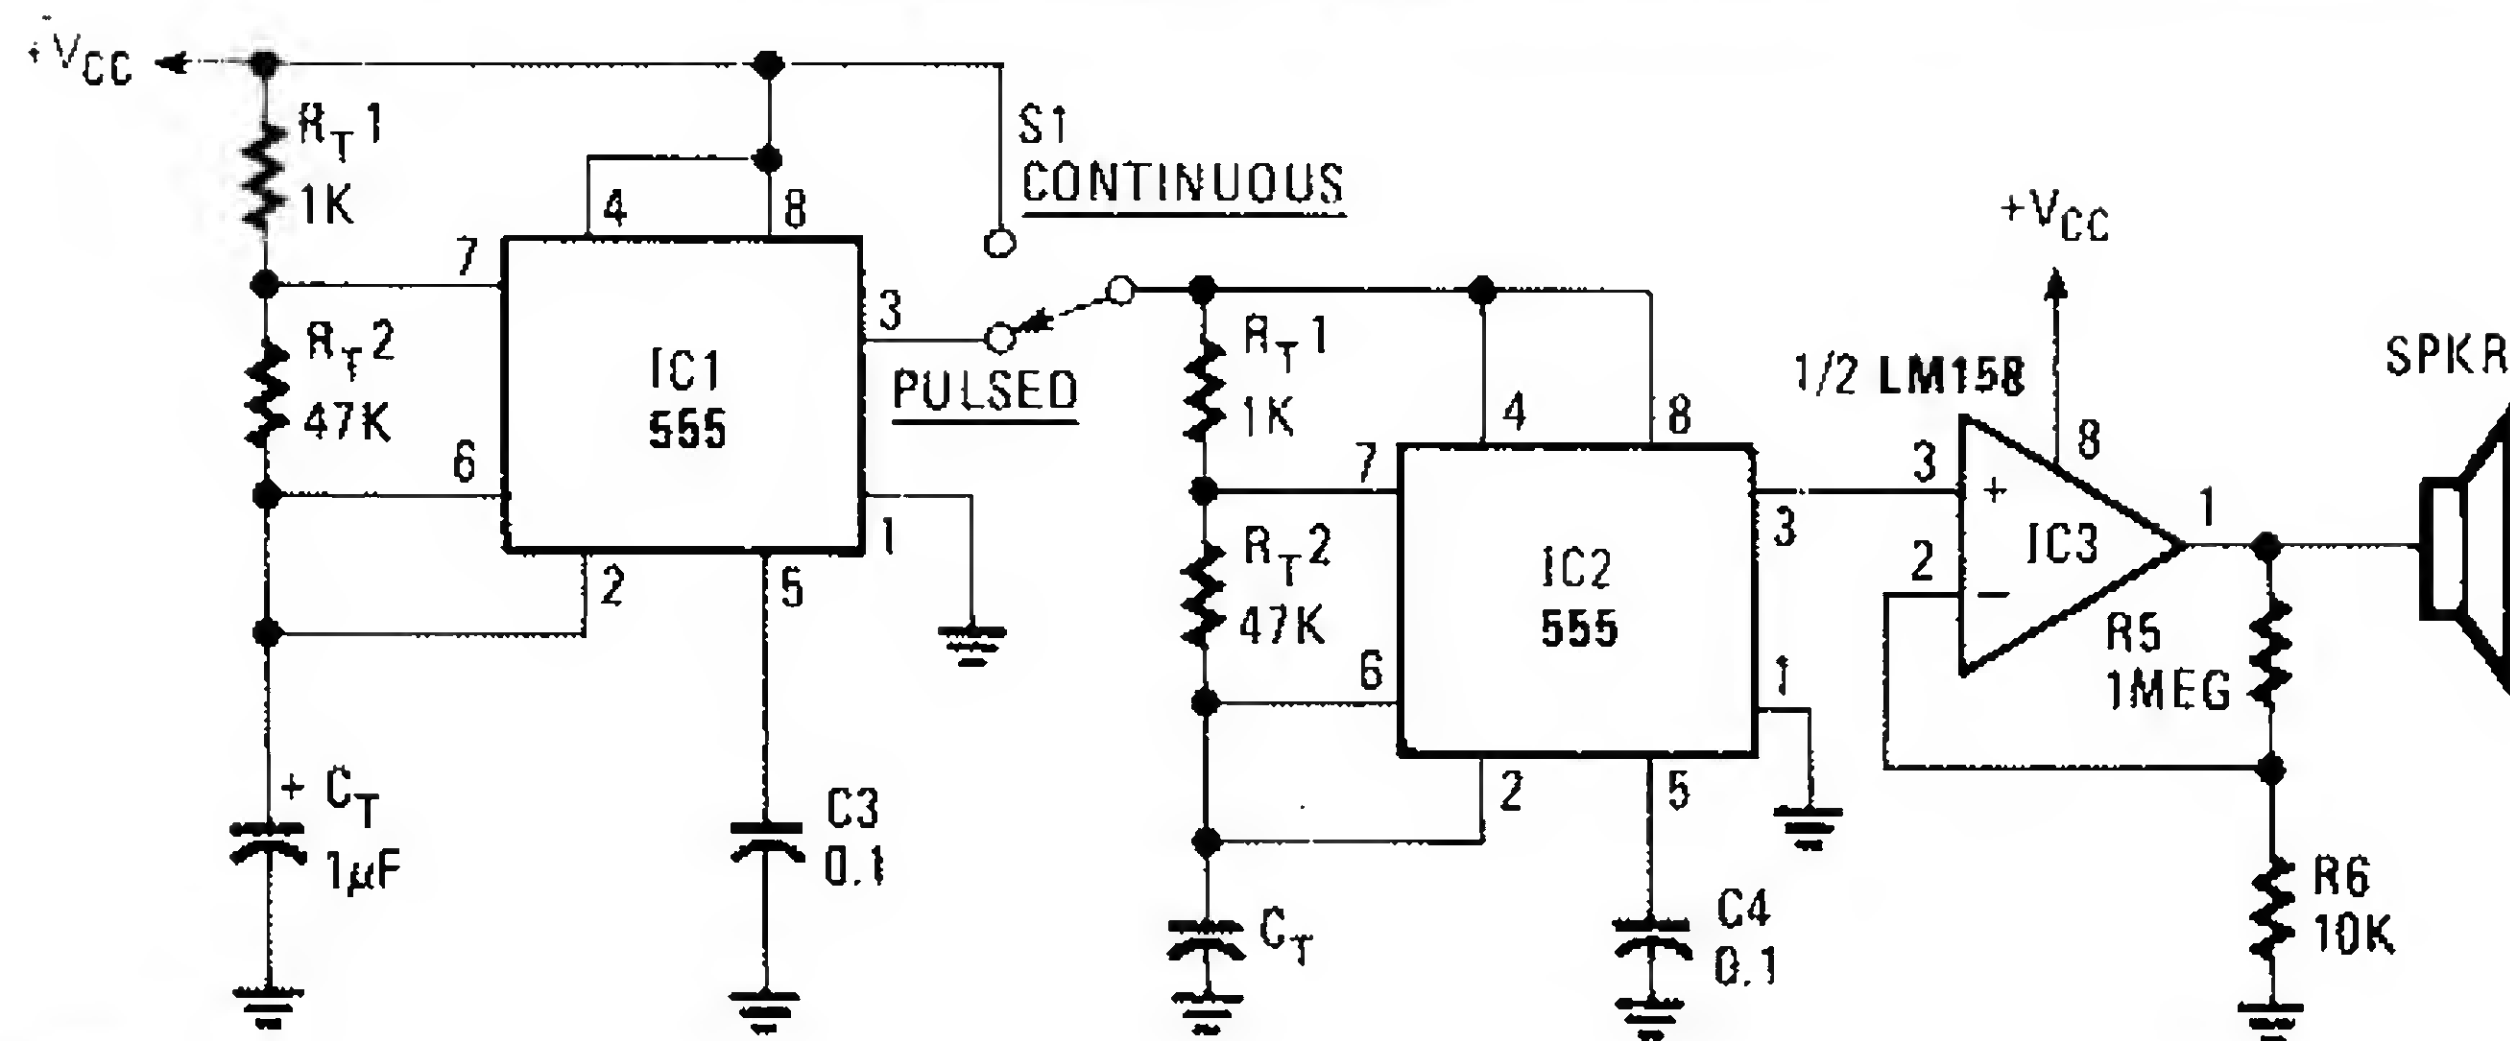 +VCC
RT1
1K
4
8
S1
CONTINUOUS
7
3
RT2
47K
IC1
555
PULSED
6
1
2
5
+ CT
1µF
C3
0.1
RT1
1K
4
8
7
3
RT2
47K
IC2
555
6
1
2
5
CT
C4
0.1
+VCC
1/2 LM158
SPKR
8
3
+
1
2
−
IC3
R5
1MEG
R6
10K